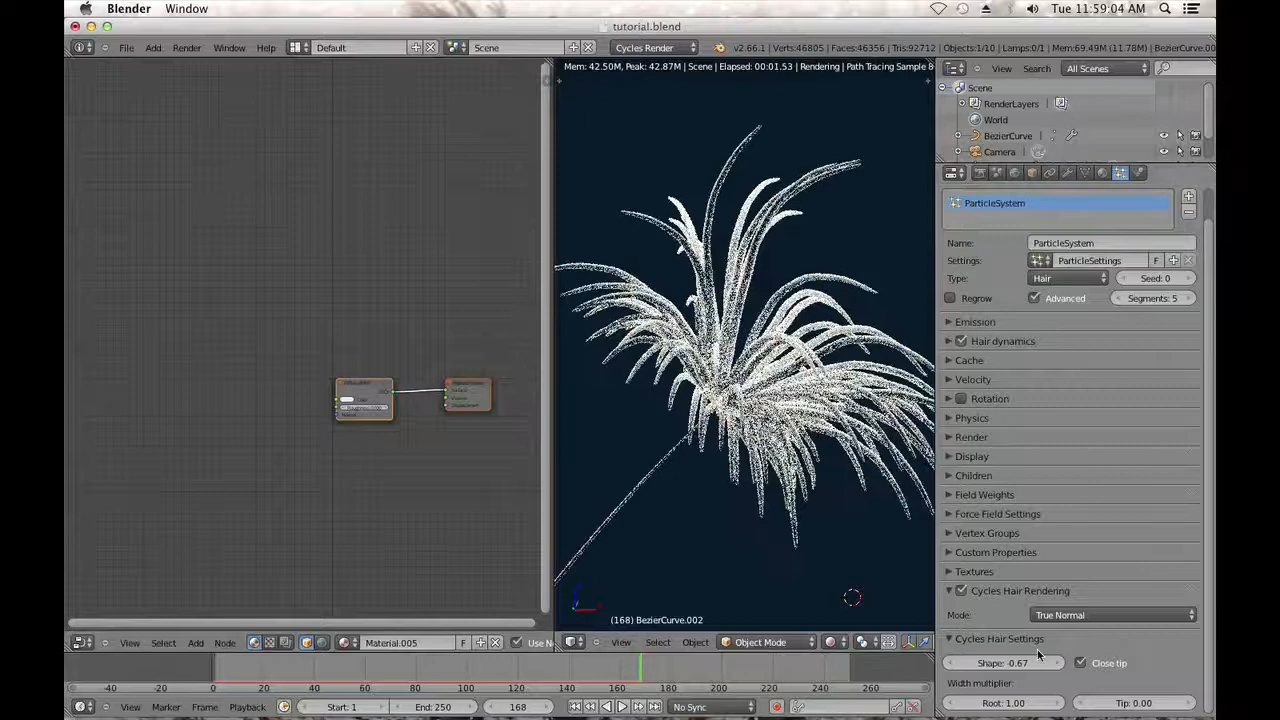 Blender Window Tue 11:59:04 AM
tutorial.blend
File Add Render Window Help Default Scene Cycles Render v2.66.1 | Verts:46805 | Faces:46356 | Tris:92712 | Objects:1/10 | Lamps:0/1 | Mem:69.49M (11.78M) | BezierCurve.00
Mem: 42.50M, Peak: 42.87M | Scene | Elapsed: 00:01.53 | Rendering | Path Tracing Sample 8
View Search All Scenes
Scene
RenderLayers
World
BezierCurve
Camera
ParticleSystem
Name: ParticleSystem
Settings: ParticleSettings F
Type: Hair Seed: 0
Regrow Advanced Segments: 5
Emission
Hair dynamics
Cache
Velocity
Rotation
Physics
Render
Display
Children
Field Weights
Force Field Settings
Vertex Groups
Custom Properties
Textures
Cycles Hair Rendering
Mode: True Normal
Cycles Hair Settings
Shape: -0.67 Close tip
Width multiplier:
Root: 1.00 Tip: 0.00
(168) BezierCurve.002
View Select Add Node Material.005 F Use N
View Select Object Object Mode
-40 -20 0 20 40 60 80 100 120 140 160 180 200 220 240 260
View Marker Frame Playback Start: 1 End: 250 168 No Sync